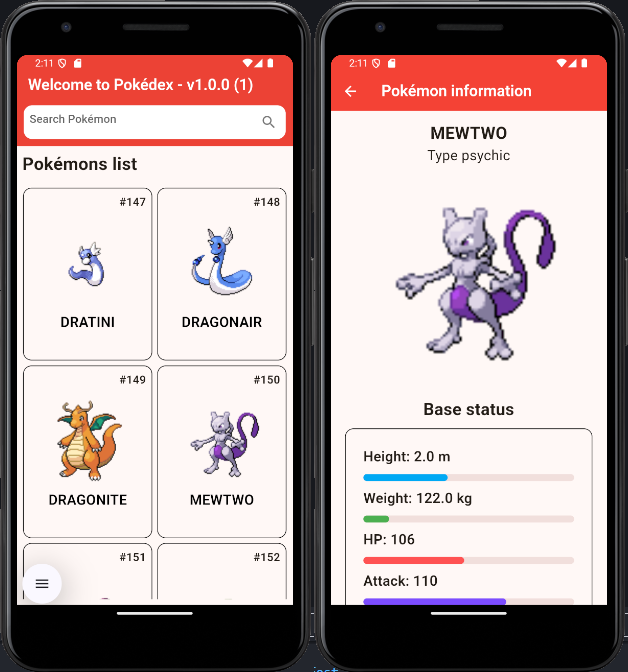 2:11
Welcome to Pokédex - v1.0.0 (1)
Search Pokémon
Pokémons list
#147
#148
DRATINI
DRAGONAIR
#149
#150
DRAGONITE
MEWTWO
#151
#152
2:11
Pokémon information
MEWTWO
Type psychic
Base status
Height: 2.0 m
Weight: 122.0 kg
HP: 106
Attack: 110